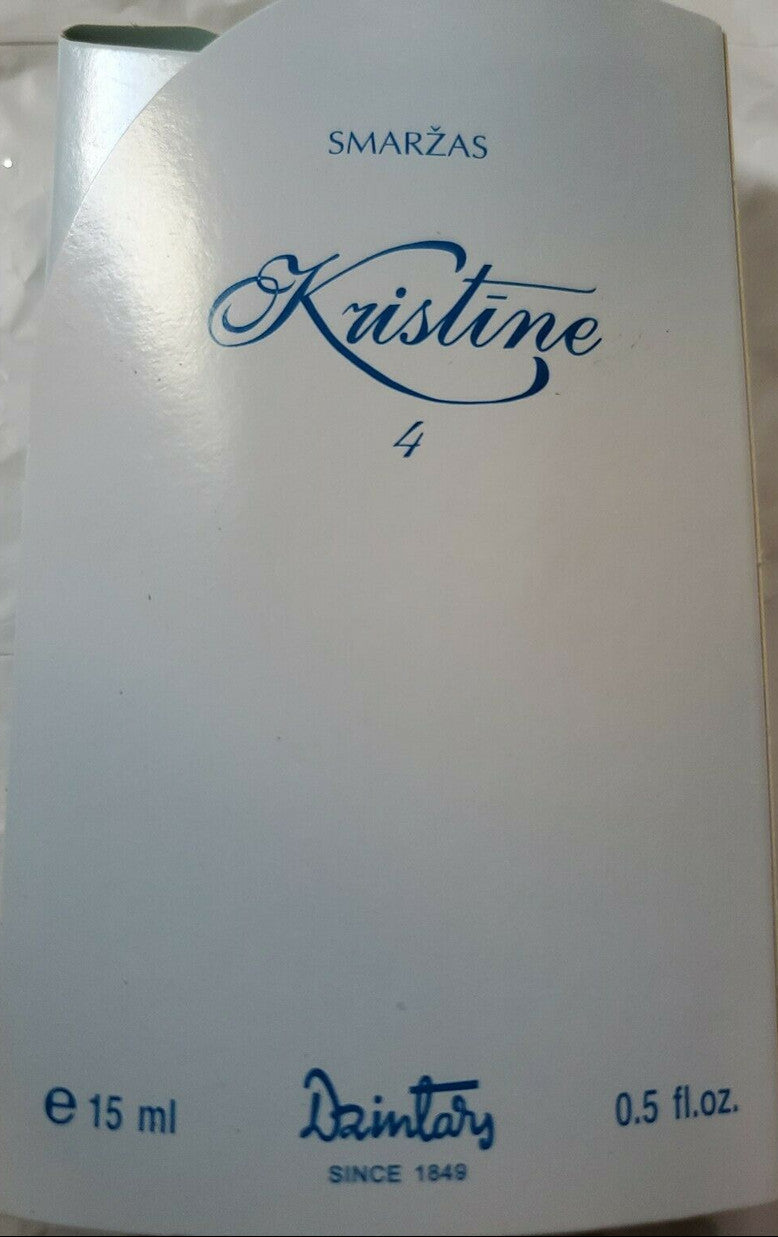 SMARŽAS
Kristīne
4
℮ 15 ml
Dzintars
SINCE 1849
0.5 fl.oz.